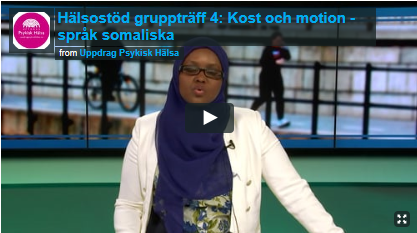 Hälsostöd gruppträff 4: Kost och motion -
språk somaliska
from Uppdrag Psykisk Hälsa
Psykisk
Hälsa